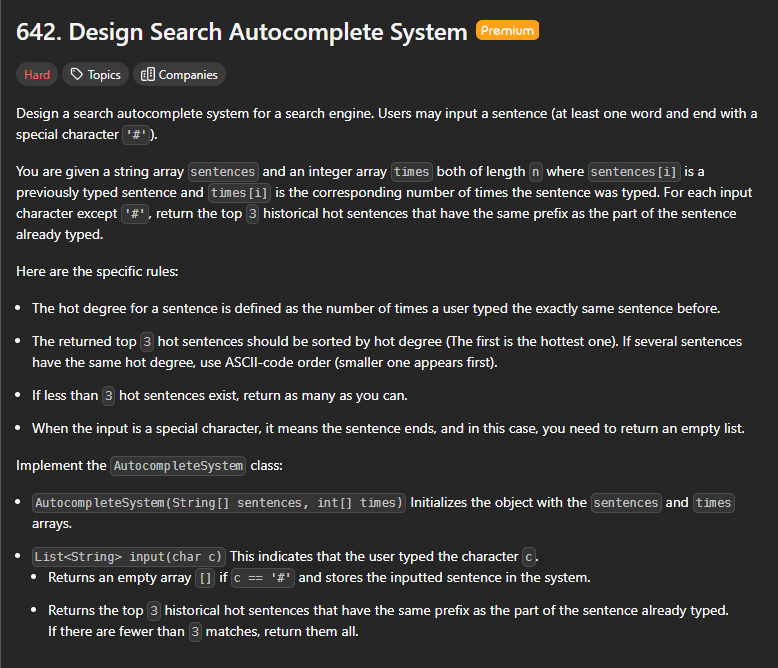 642. Design Search Autocomplete System Premium
Hard Topics Companies
Design a search autocomplete system for a search engine. Users may input a sentence (at least one word and end with a
special character '#').
You are given a string array sentences and an integer array times both of length n where sentences[i] is a
previously typed sentence and times[i] is the corresponding number of times the sentence was typed. For each input
character except '#', return the top 3 historical hot sentences that have the same prefix as the part of the sentence
already typed.
Here are the specific rules:
• The hot degree for a sentence is defined as the number of times a user typed the exactly same sentence before.
• The returned top 3 hot sentences should be sorted by hot degree (The first is the hottest one). If several sentences
have the same hot degree, use ASCII-code order (smaller one appears first).
• If less than 3 hot sentences exist, return as many as you can.
• When the input is a special character, it means the sentence ends, and in this case, you need to return an empty list.
Implement the AutocompleteSystem class:
• AutocompleteSystem(String[] sentences, int[] times) Initializes the object with the sentences and times
arrays.
• List<String> input(char c) This indicates that the user typed the character c.
• Returns an empty array [] if c == '#' and stores the inputted sentence in the system.
• Returns the top 3 historical hot sentences that have the same prefix as the part of the sentence already typed.
If there are fewer than 3 matches, return them all.